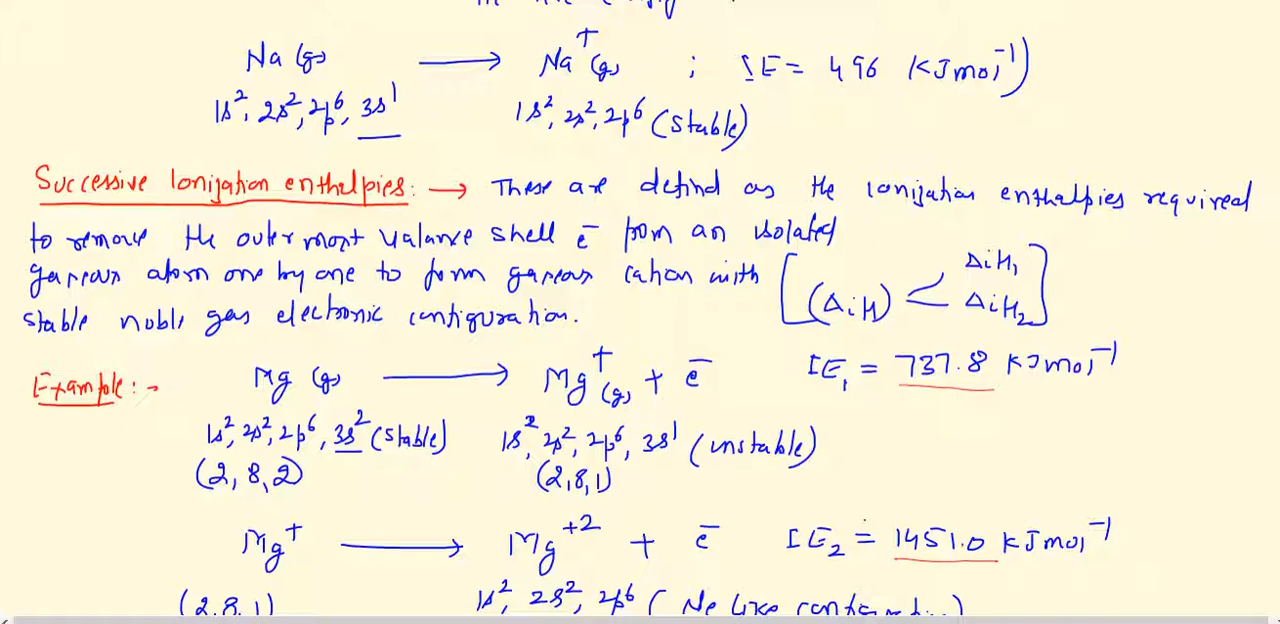 Na (g) ⟶ Na⁺(g) ; IE = 496 KJmol⁻¹)
1s², 2s², 2p⁶, 3s¹ 1s², 2s², 2p⁶ (stable)
Successive Ionization enthalpies: → These are defind as the ionization enthalpies required
to remove the outermost valance shell e⁻ from an isolated
gaseous atom one by one to form gaseous cation with
stable noble gas electronic configuration.
[(ΔiH) < ΔiH₁ ΔiH₂]
Example:→ Mg (g) ⟶ Mg⁺(g) + e⁻ IE₁ = 737.8 KJmol⁻¹
1s², 2s², 2p⁶, 3s² (stable) 1s², 2s², 2p⁶, 3s¹ (unstable)
(2, 8, 2) (2,8,1)
Mg⁺ ⟶ Mg⁺² + e⁻ IE₂ = 1451.0 KJmol⁻¹
(2,8,1) 1s², 2s², 2p⁶ (Ne like